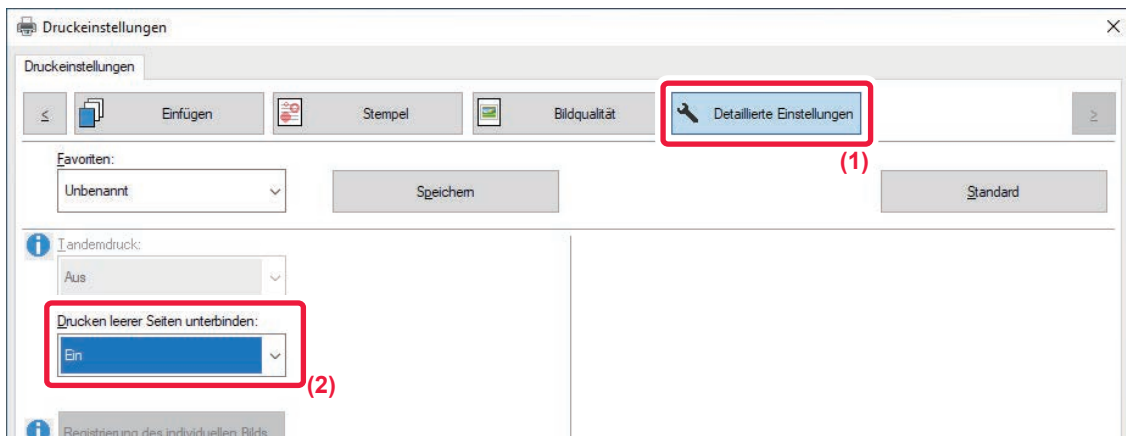 Druckeinstellungen
Druckeinstellungen
< Einfügen Stempel Bildqualität Detaillierte Einstellungen >
(1)
Favoriten:
Unbenannt Speichern Standard
Tandemdruck:
Aus
Drucken leerer Seiten unterbinden:
Ein
(2)
Registrierung des individuellen Bilds